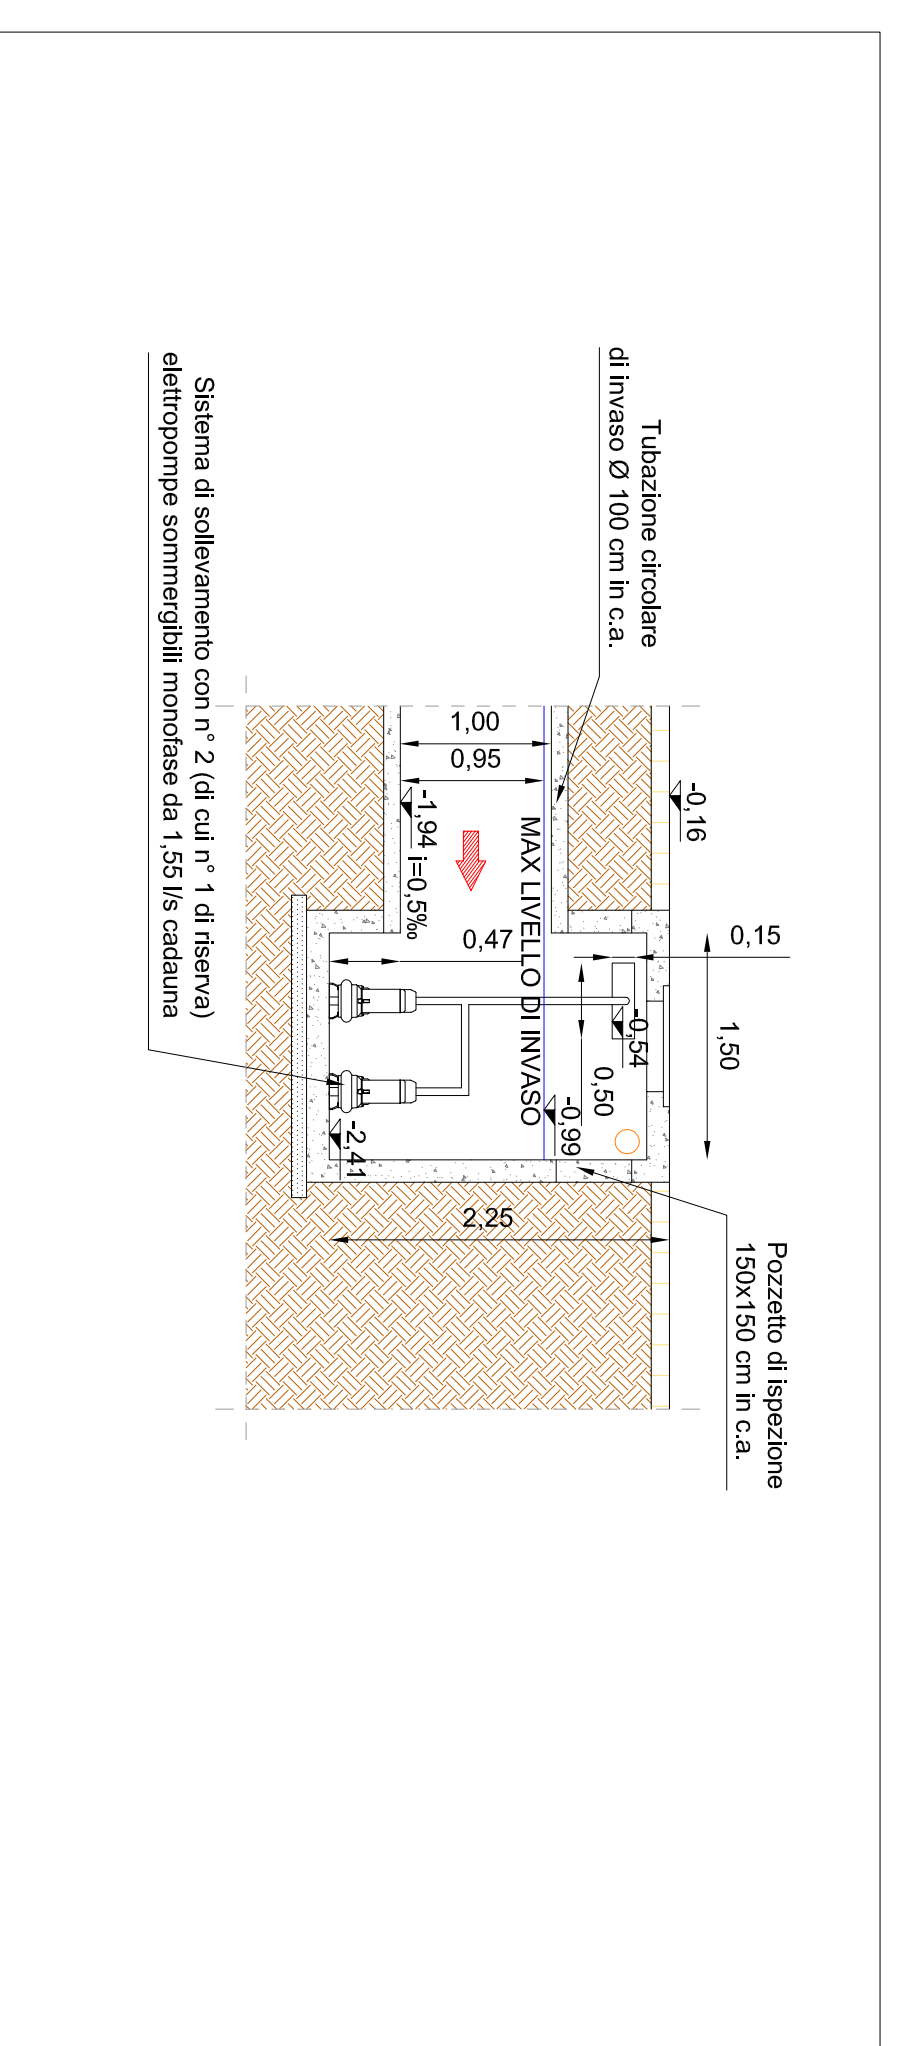 Pozzetto di ispezione
150x150 cm in c.a.
Tubazione circolare
di invaso Ø 100 cm in c.a.
-0,16
0,15
1,50
-0,54
0,50
-0,99
MAX LIVELLO DI INVASO
1,00
0,95
-1,94
i=0,5‰
0,47
2,25
-2,41
Sistema di sollevamento con n° 2 (di cui n° 1 di riserva)
elettropompe sommergibili monofase da 1,55 l/s cadauna